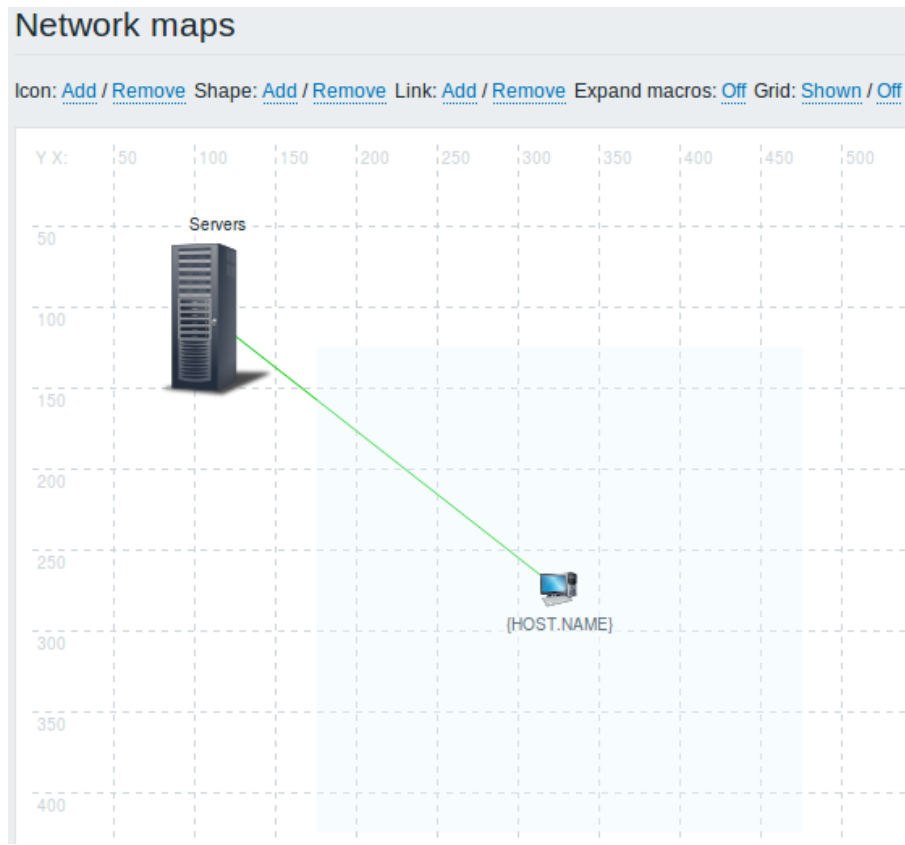 Network maps
Icon: Add / Remove Shape: Add / Remove Link: Add / Remove Expand macros: Off Grid: Shown / Off
Y X: 50 100 150 200 250 300 350 400 450 500
Servers
50
100
150
200
250
{HOST.NAME}
300
350
400